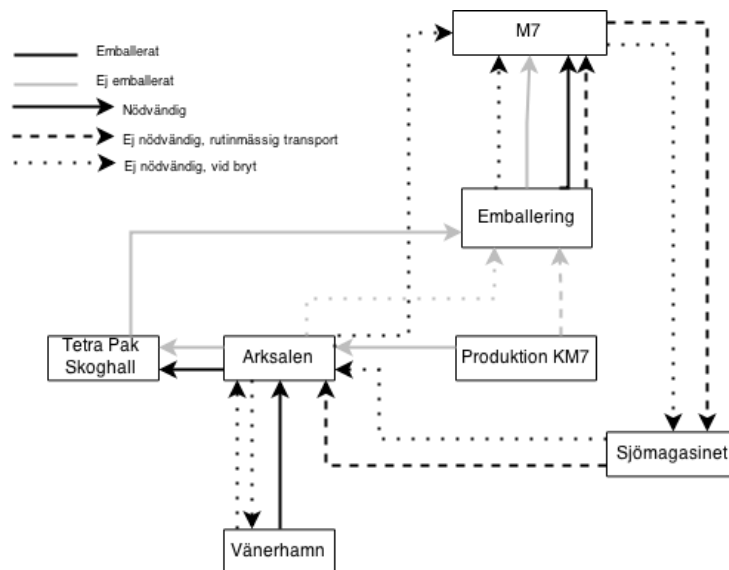 M7
Emballerat
Ej emballerat
Nödvändig
Ej nödvändig, rutinmässig transport
Ej nödvändig, vid bryt
Emballering
Tetra Pak
Skoghall
Arksalen
Produktion KM7
Sjömagasinet
Vänerhamn